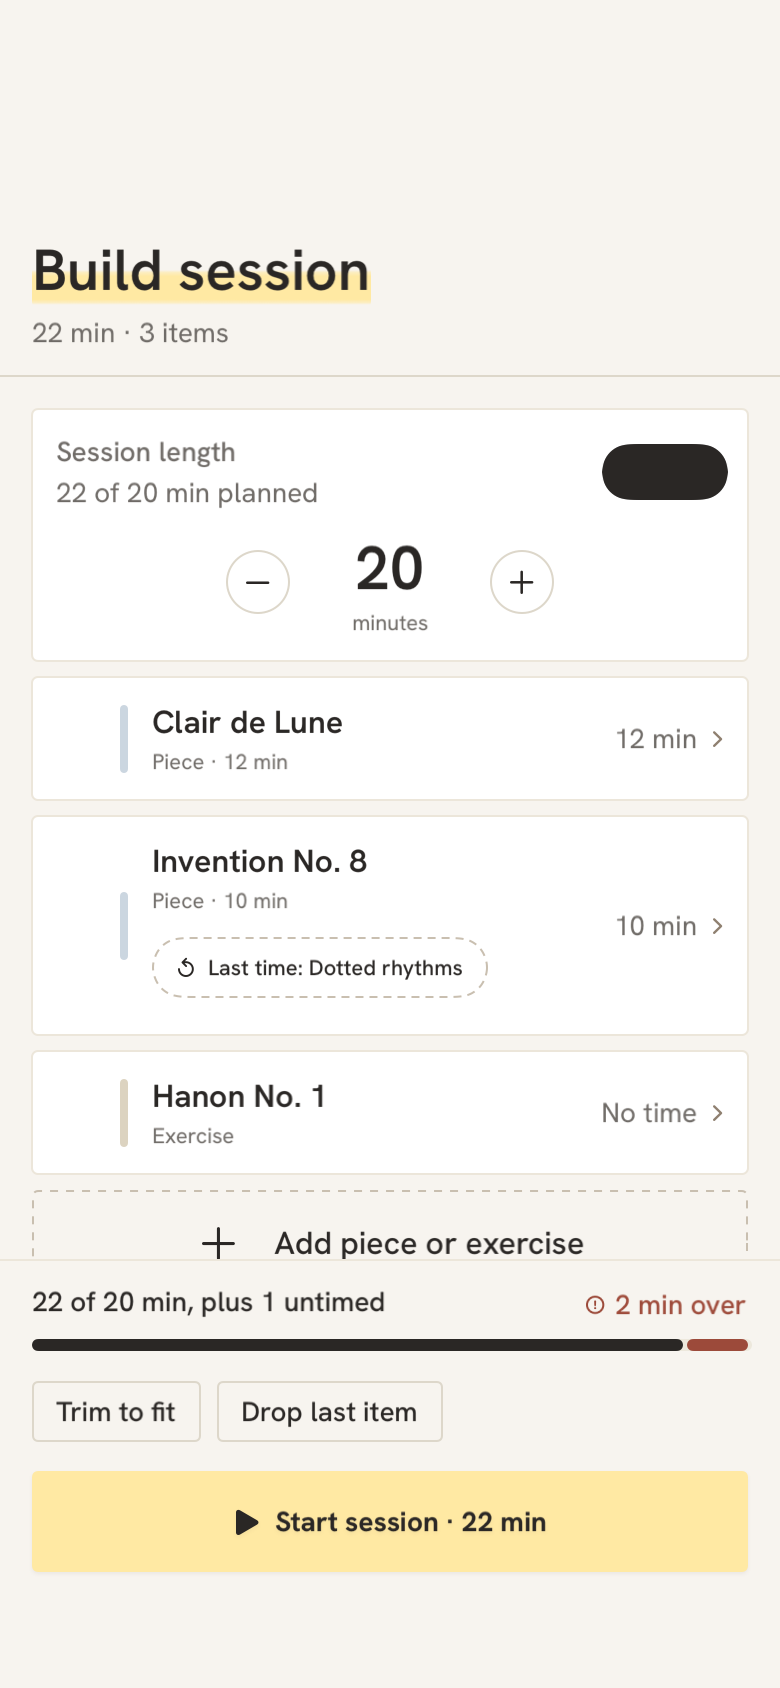 Build session
22 min · 3 items
Session length
22 of 20 min planned
20
minutes
Clair de Lune
Piece · 12 min
12 min
Invention No. 8
Piece · 10 min
10 min
Last time: Dotted rhythms
Hanon No. 1
Exercise
No time
Add piece or exercise
22 of 20 min, plus 1 untimed
2 min over
Trim to fit
Drop last item
Start session · 22 min